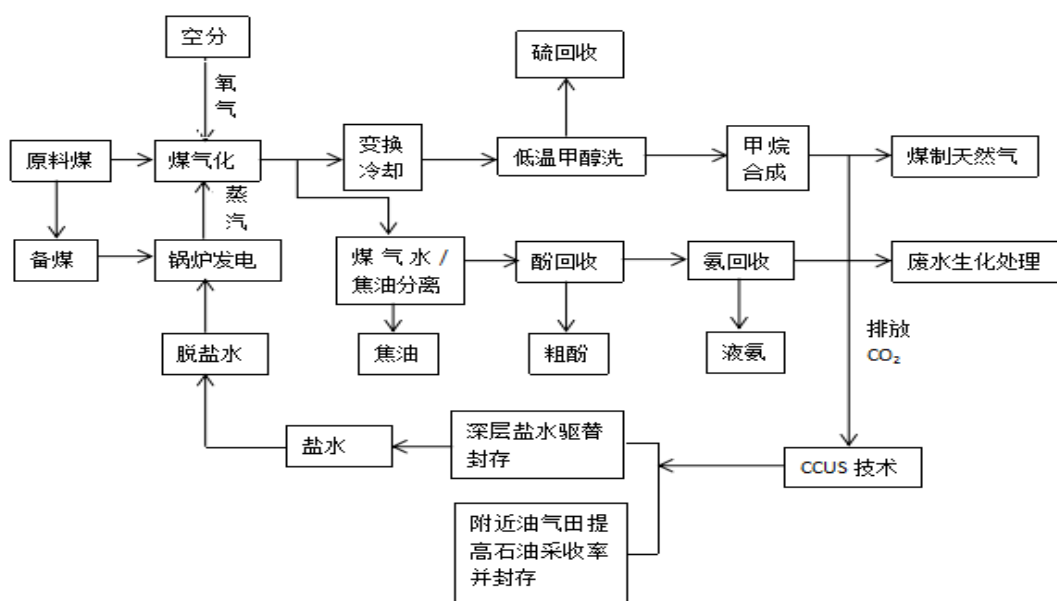 空分
硫回收
氧
气
原料煤
煤气化
变换
冷却
低温甲醇洗
甲烷
合成
煤制天然气
蒸
汽
备煤
锅炉发电
煤气水/
焦油分离
酚回收
氨回收
废水生化处理
脱盐水
焦油
粗酚
液氨
排放
CO₂
盐水
深层盐水驱替
封存
CCUS 技术
附近油气田提
高石油采收率
并封存